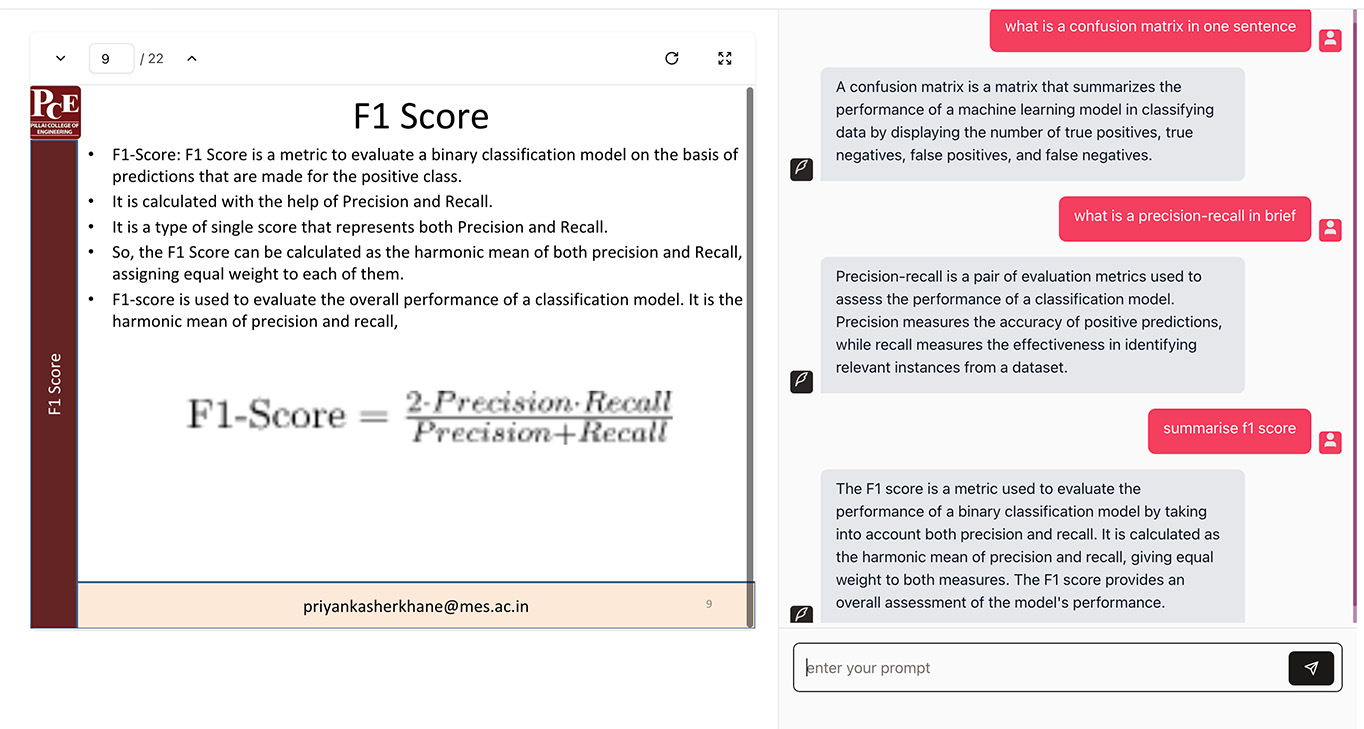 9 / 22
PCE
PILLAI COLLEGE OF
ENGINEERING
F1 Score
F1 Score
• F1-Score: F1 Score is a metric to evaluate a binary classification model on the basis of
predictions that are made for the positive class.
• It is calculated with the help of Precision and Recall.
• It is a type of single score that represents both Precision and Recall.
• So, the F1 Score can be calculated as the harmonic mean of both precision and Recall,
assigning equal weight to each of them.
• F1-score is used to evaluate the overall performance of a classification model. It is the
harmonic mean of precision and recall,
F1-Score = 2·Precision·Recall
Precision+Recall
priyankasherkhane@mes.ac.in
9
what is a confusion matrix in one sentence
A confusion matrix is a matrix that summarizes the
performance of a machine learning model in classifying
data by displaying the number of true positives, true
negatives, false positives, and false negatives.
what is a precision-recall in brief
Precision-recall is a pair of evaluation metrics used to
assess the performance of a classification model.
Precision measures the accuracy of positive predictions,
while recall measures the effectiveness in identifying
relevant instances from a dataset.
summarise f1 score
The F1 score is a metric used to evaluate the
performance of a binary classification model by taking
into account both precision and recall. It is calculated as
the harmonic mean of precision and recall, giving equal
weight to both measures. The F1 score provides an
overall assessment of the model's performance.
enter your prompt